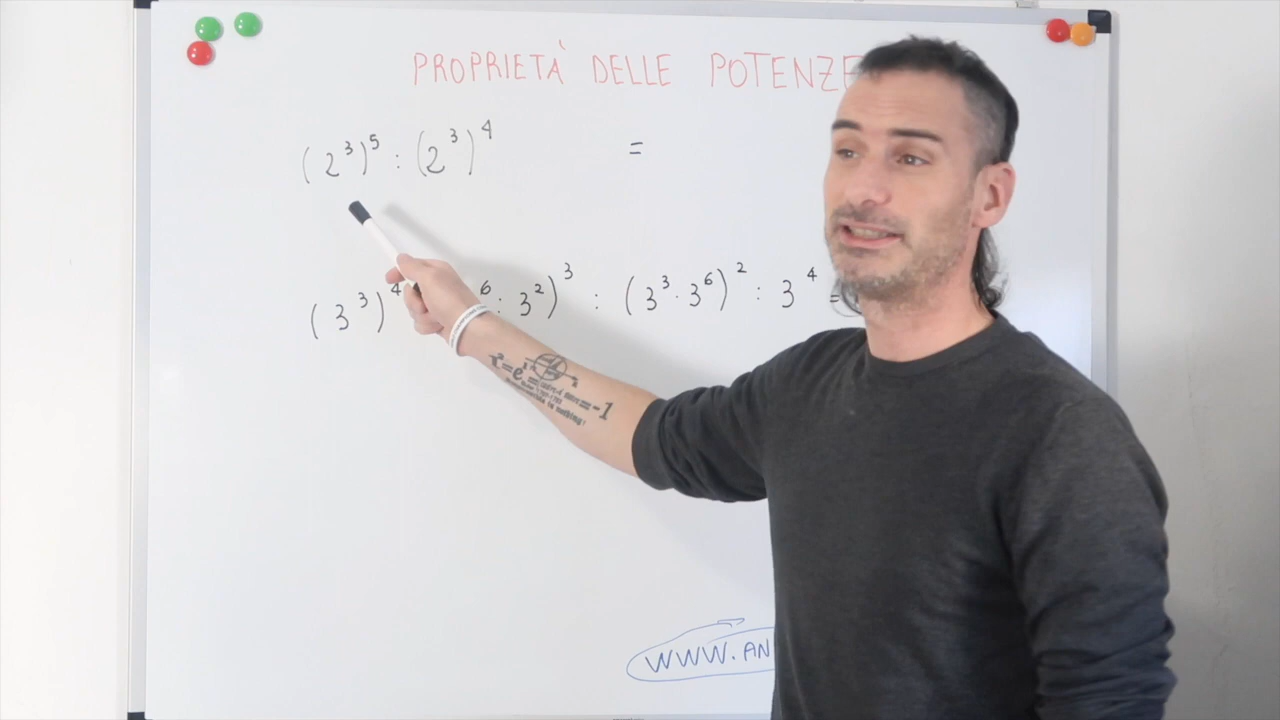 PROPRIETÀ DELLE POTENZE
(2³)⁵ : (2³)⁴ =
(3³)⁴ ⁶ : 3²)³ : (3³ · 3⁶)² : 3⁴ =
WWW.AN